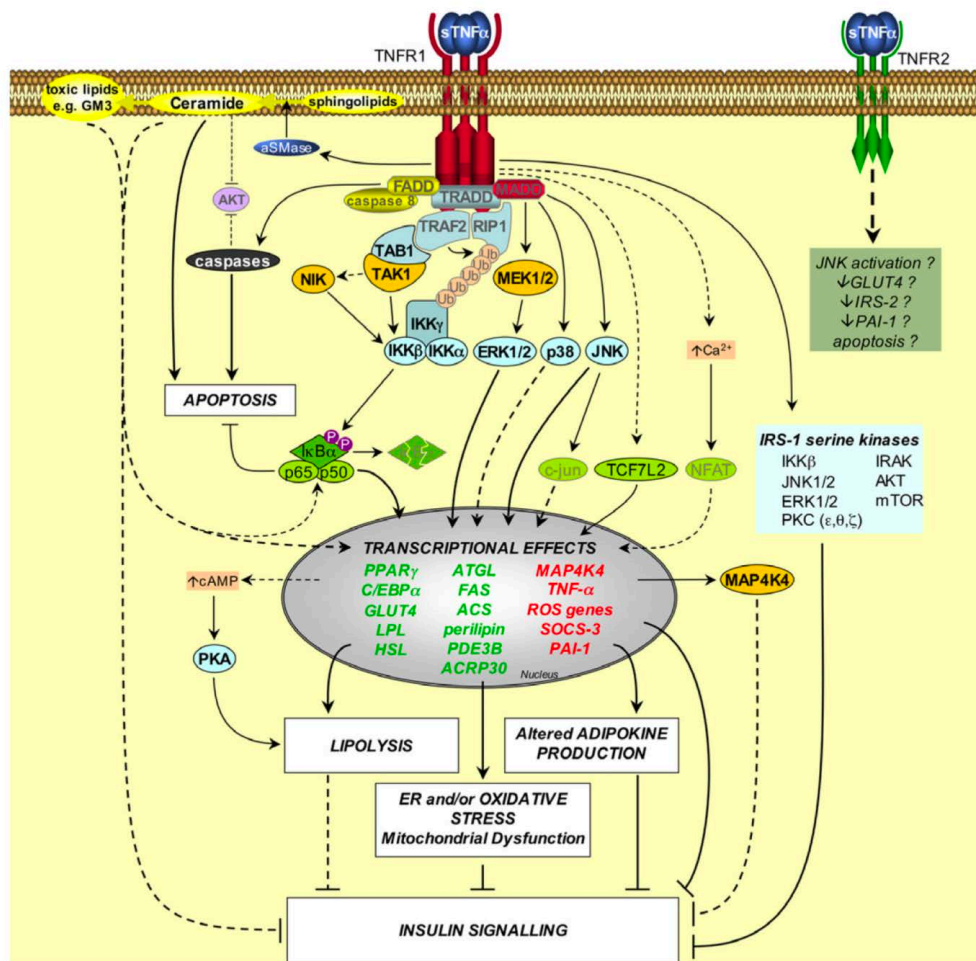 sTNFα
TNFR1
sTNFα
TNFR2
toxic lipids
e.g. GM3
Ceramide
sphingolipids
aSMase
FADD
caspase 8
TRADD
MADD
AKT
TRAF2
RIP1
caspases
TAB1
TAK1
NIK
Ub
Ub
Ub
Ub
Ub
MEK1/2
IKKγ
IKKβ
IKKα
ERK1/2
p38
JNK
↑Ca²⁺
JNK activation ?
↓GLUT4 ?
↓IRS-2 ?
↓PAI-1 ?
apoptosis ?
APOPTOSIS
P
P
IκBα
p65
p50
c-jun
TCF7L2
NFAT
IRS-1 serine kinases
IKKβ IRAK
JNK1/2 AKT
ERK1/2 mTOR
PKC (ε,θ,ζ)
TRANSCRIPTIONAL EFFECTS
PPARγ ATGL MAP4K4
C/EBPα FAS TNF-α
GLUT4 ACS ROS genes
LPL perilipin SOCS-3
HSL PDE3B PAI-1
ACRP30
Nucleus
↑cAMP
MAP4K4
PKA
LIPOLYSIS
Altered ADIPOKINE
PRODUCTION
ER and/or OXIDATIVE
STRESS
Mitochondrial Dysfunction
INSULIN SIGNALLING